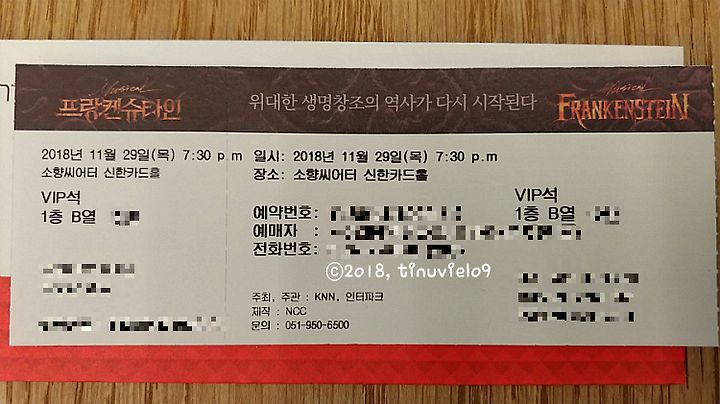 Musical
프랑켄슈타인
위대한 생명창조의 역사가 다시 시작된다
Musical
FRANKENSTEIN
2018년 11월 29일(목) 7:30 p.m
소향씨어터 신한카드홀
VIP석
1층 B열
일시: 2018년 11월 29일(목) 7:30 p.m
장소: 소향씨어터 신한카드홀
VIP석
1층 B열
예약번호:
예매자 :
전화번호:
©2018, tinuviel09
주최, 주관 : KNN, 인터파크
제작 : NCC
문의 : 051-950-6500